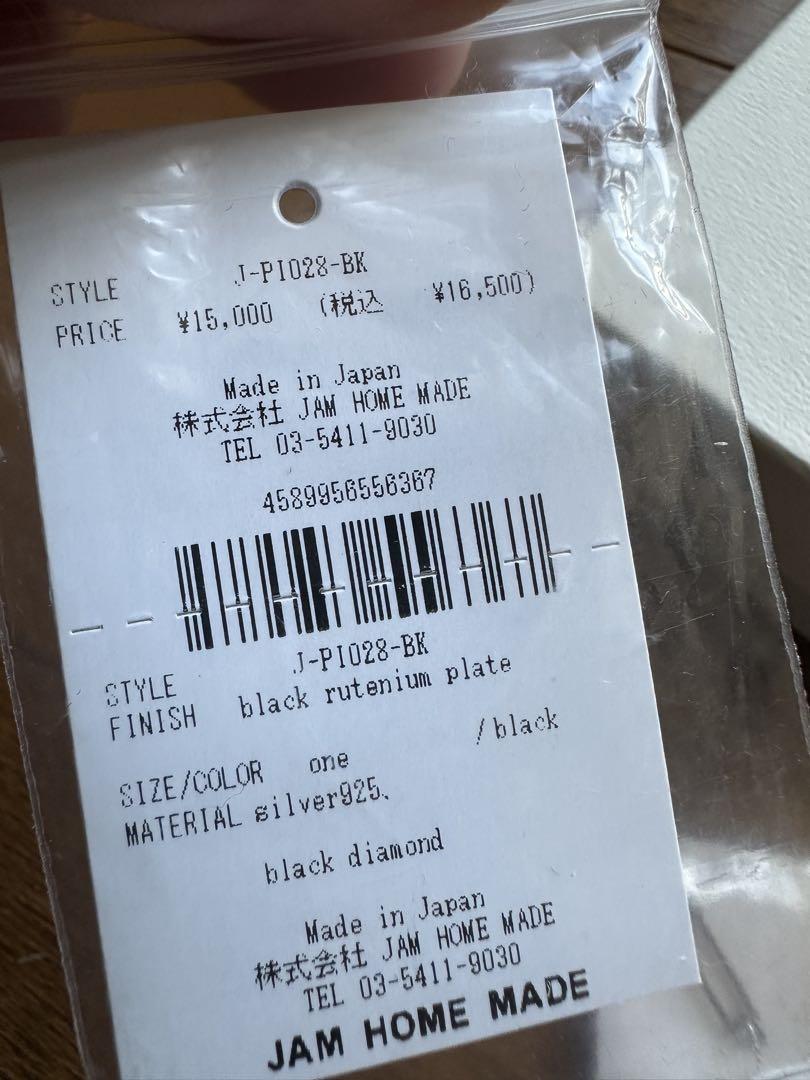 STYLE J-PI028-BK
PRICE ¥15,000 (税込 ¥16,500)
Made in Japan
株式会社 JAM HOME MADE
TEL 03-5411-9030
4589956556367
STYLE J-PI028-BK
FINISH black rutenium plate
SIZE/COLOR one /black
MATERIAL silver925、
black diamond
Made in Japan
株式会社 JAM HOME MADE
TEL 03-5411-9030
JAM HOME MADE